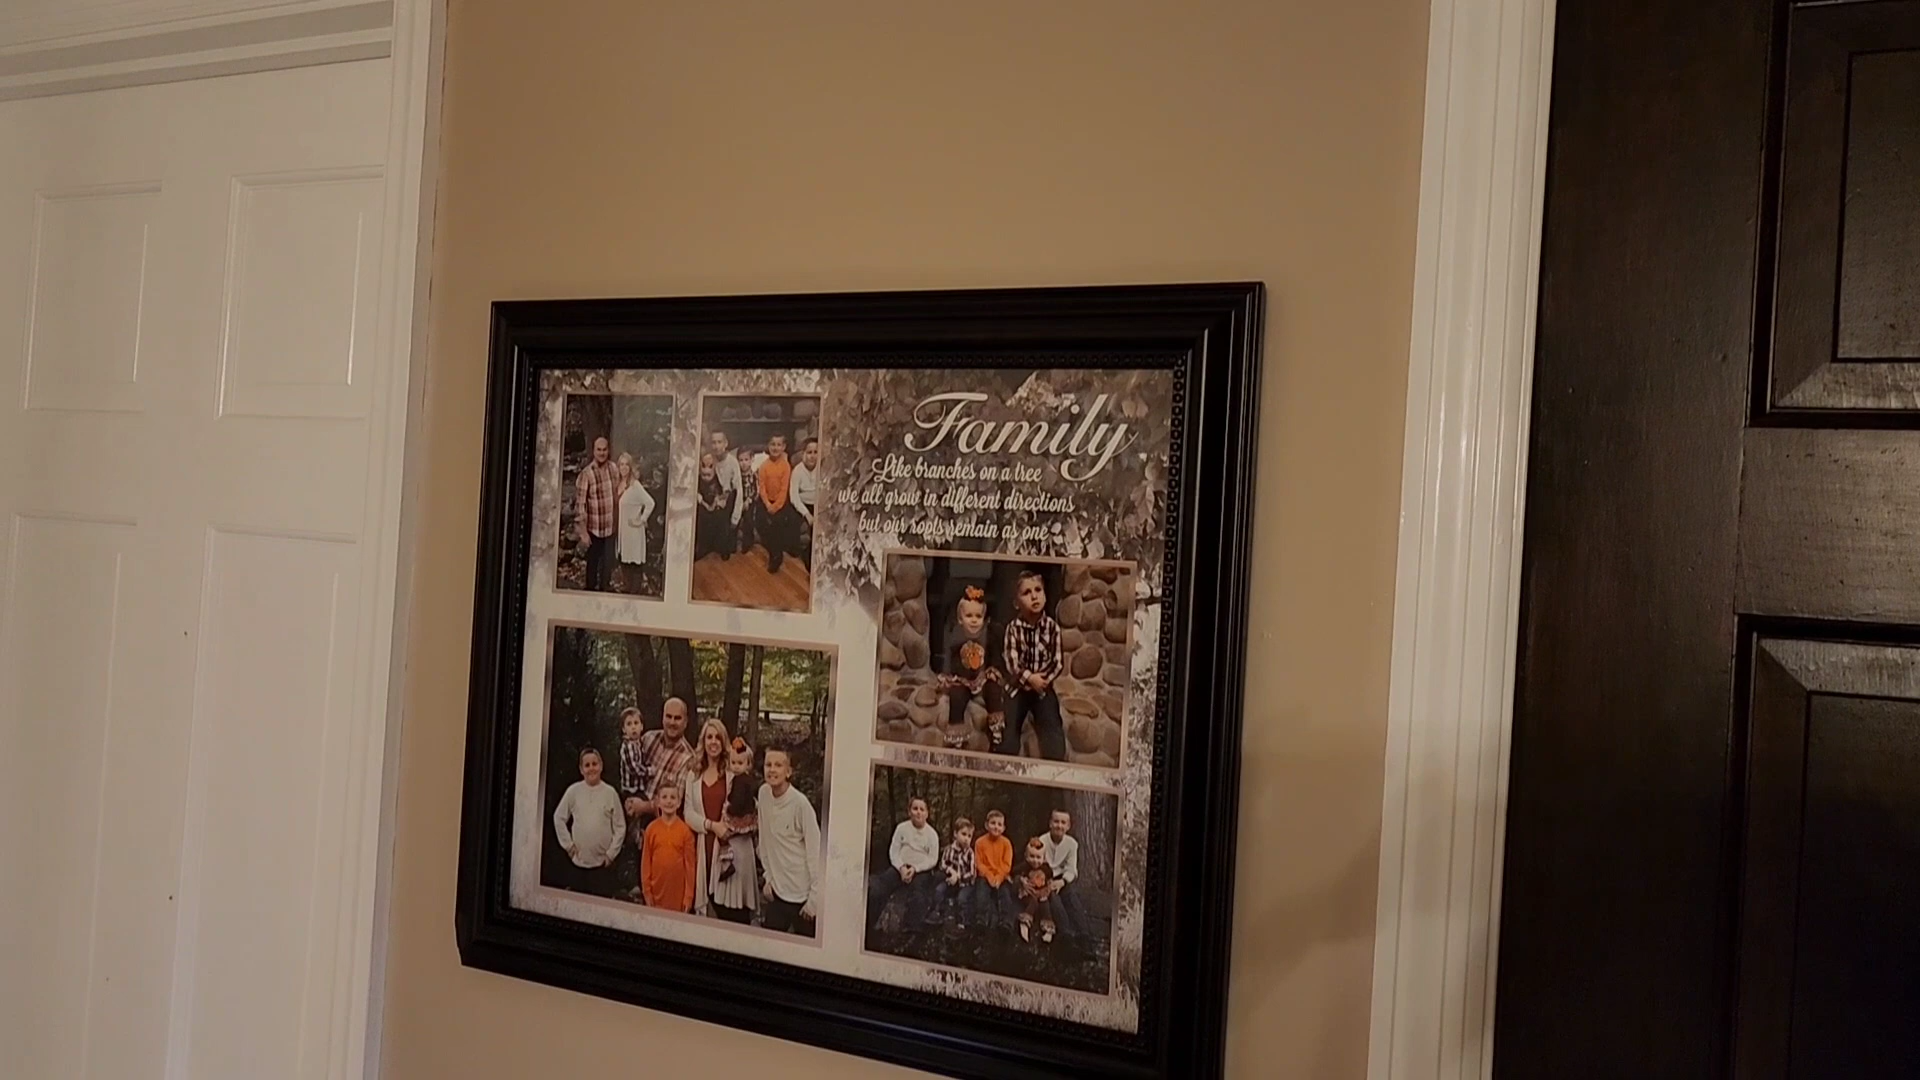 Family
Like branches on a tree
we all grow in different directions
but our roots remain as one